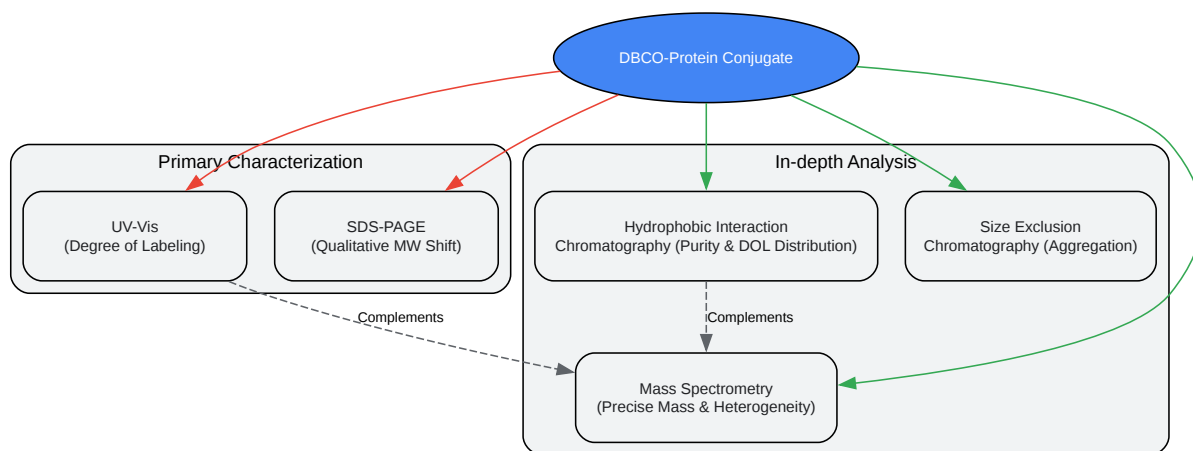 DBCO-Protein Conjugate
Primary Characterization
In-depth Analysis
UV-Vis
(Degree of Labeling)
SDS-PAGE
(Qualitative MW Shift)
Hydrophobic Interaction
Chromatography (Purity & DOL Distribution)
Size Exclusion
Chromatography (Aggregation)
Complements
Complements
Mass Spectrometry
(Precise Mass & Heterogeneity)